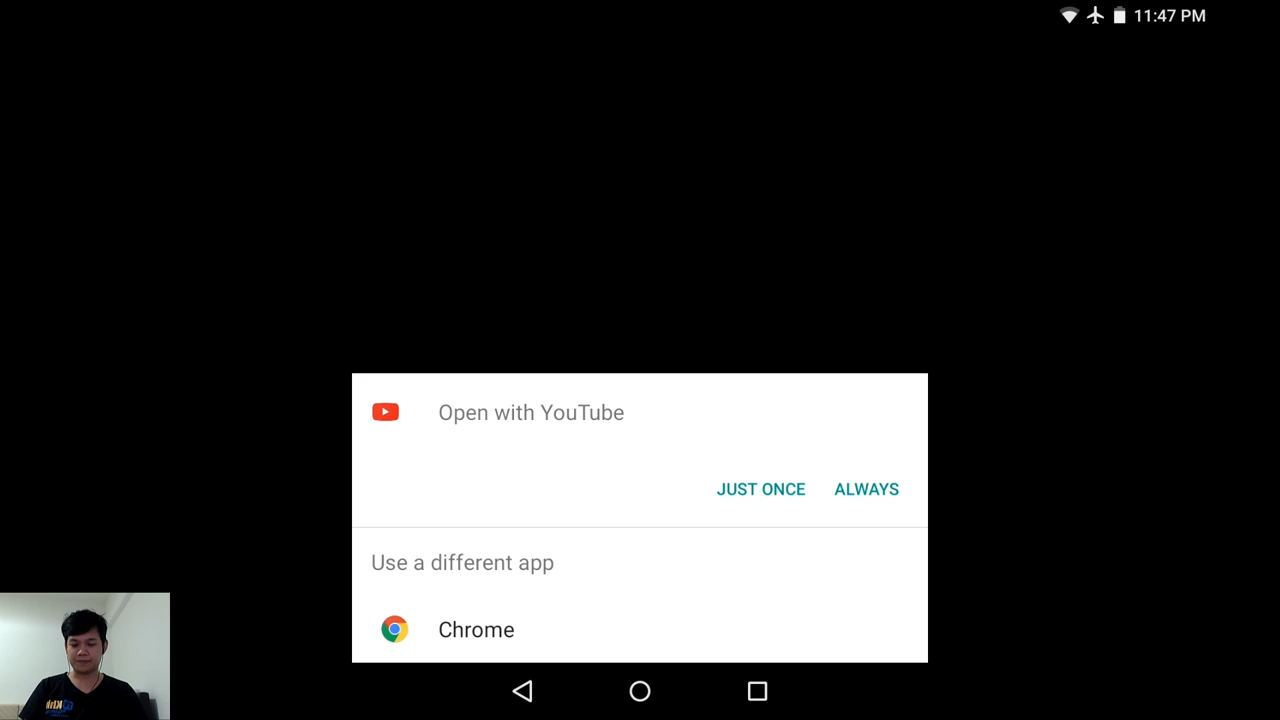 11:47 PM
Open with YouTube
JUST ONCE ALWAYS
Use a different app
Chrome